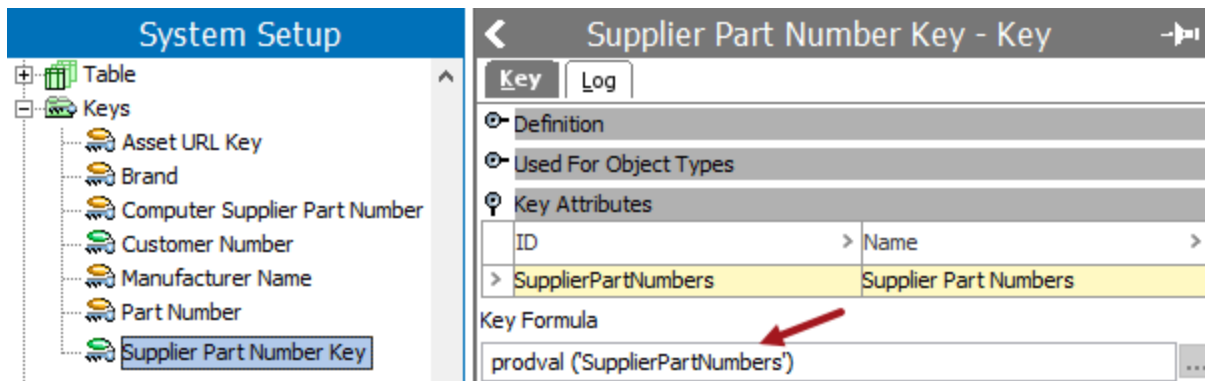 System Setup
Table
Keys
Asset URL Key
Brand
Computer Supplier Part Number
Customer Number
Manufacturer Name
Part Number
Supplier Part Number Key
Supplier Part Number Key - Key
Key Log
Definition
Used For Object Types
Key Attributes
ID > Name >
> SupplierPartNumbers Supplier Part Numbers
Key Formula
prodval ('SupplierPartNumbers')
...